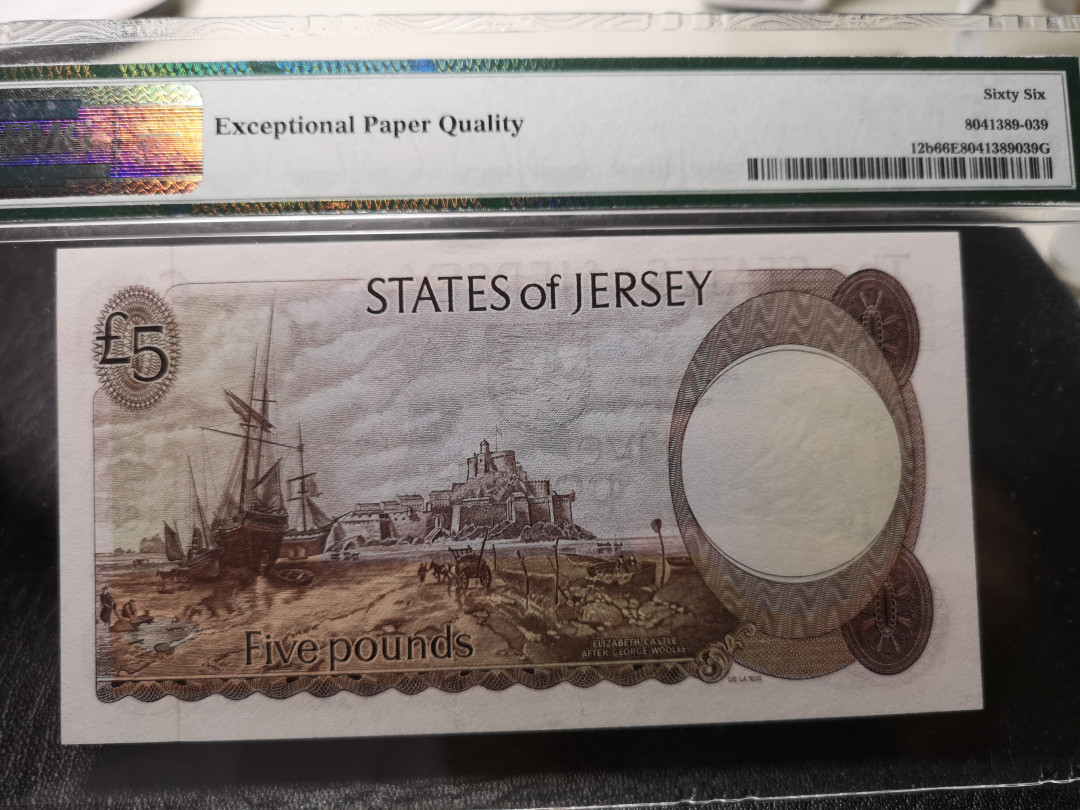 Sixty Six
Exceptional Paper Quality
8041389-039
12b66E8041389039G
STATES of JERSEY
£5
Five pounds
ELIZABETH CASTLE
AFTER GEORGE WOOLFE
DE LA RUE